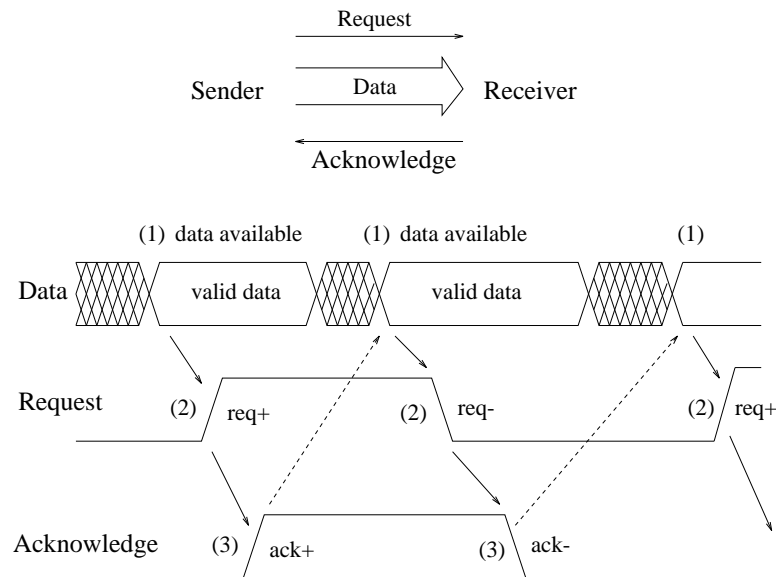 Request
Sender Data Receiver
Acknowledge
(1) data available (1) data available (1)
Data valid data valid data
Request (2) req+ (2) req- (2) req+
Acknowledge (3) ack+ (3) ack-